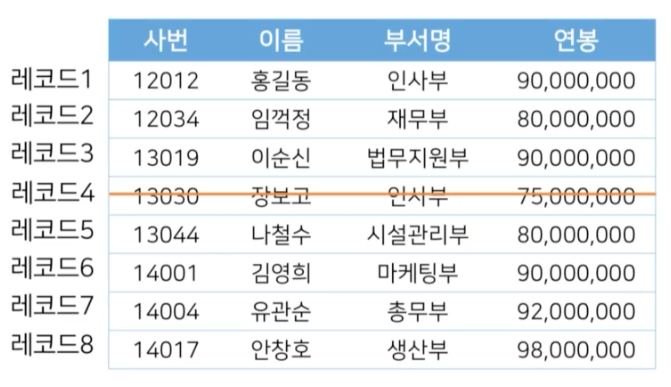 사번 이름 부서명 연봉
레코드1 12012 홍길동 인사부 90,000,000
레코드2 12034 임꺽정 재무부 80,000,000
레코드3 13019 이순신 법무지원부 90,000,000
레코드4 13030 장보고 인사부 75,000,000
레코드5 13044 나철수 시설관리부 80,000,000
레코드6 14001 김영희 마케팅부 90,000,000
레코드7 14004 유관순 총무부 92,000,000
레코드8 14017 안창호 생산부 98,000,000